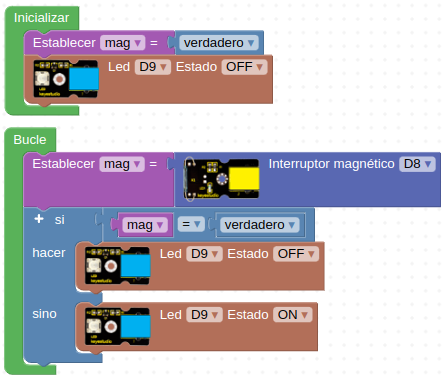 Inicializar
Establecer mag = verdadero
Led D9 Estado OFF
Bucle
Establecer mag = Interruptor magnético D8
+ si mag = verdadero
hacer Led D9 Estado OFF
sino Led D9 Estado ON